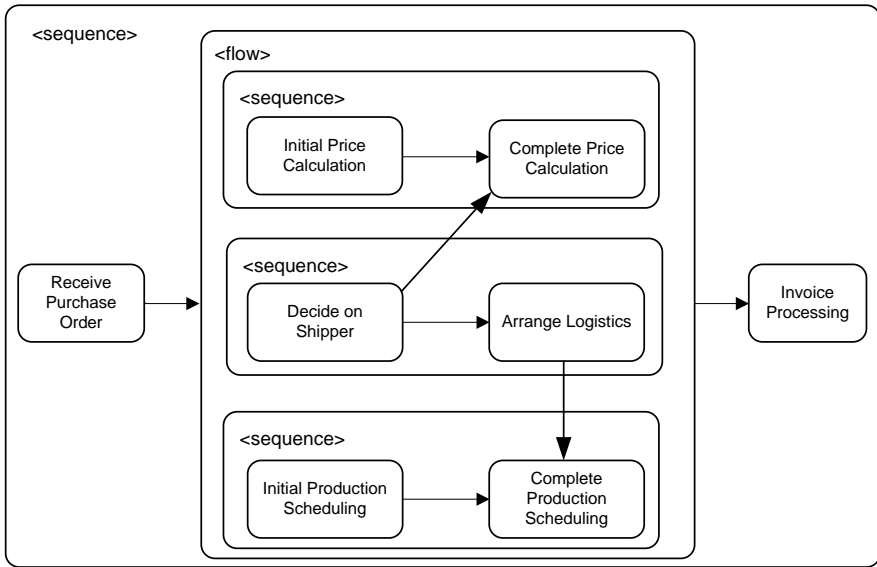 <sequence>
<flow>
<sequence>
Initial Price
Calculation
Complete Price
Calculation
<sequence>
Receive
Purchase
Order
Decide on
Shipper
Arrange Logistics
Invoice
Processing
<sequence>
Initial Production
Scheduling
Complete
Production
Scheduling